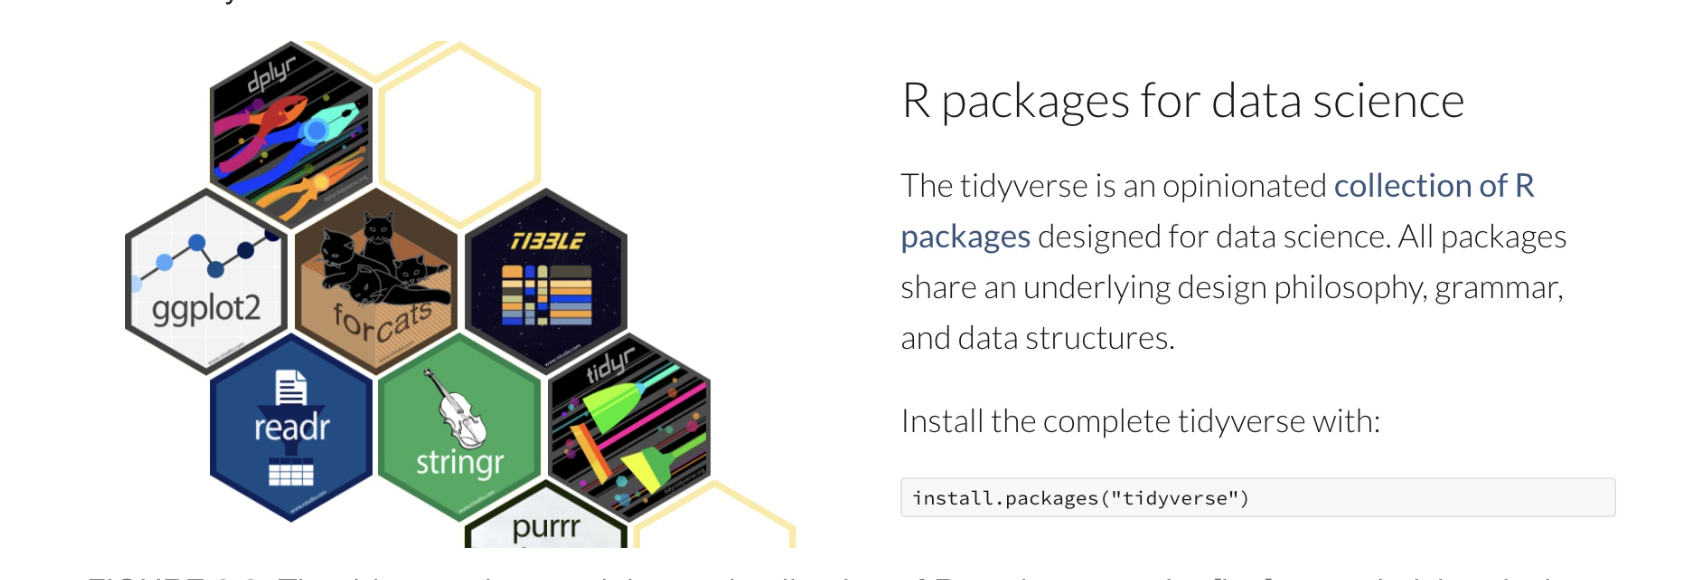 dplyr
ggplot2
forcats
TIBBLE
readr
stringr
tidyr
purrr
R packages for data science
The tidyverse is an opinionated collection of R
packages designed for data science. All packages
share an underlying design philosophy, grammar,
and data structures.
Install the complete tidyverse with:
install.packages("tidyverse")